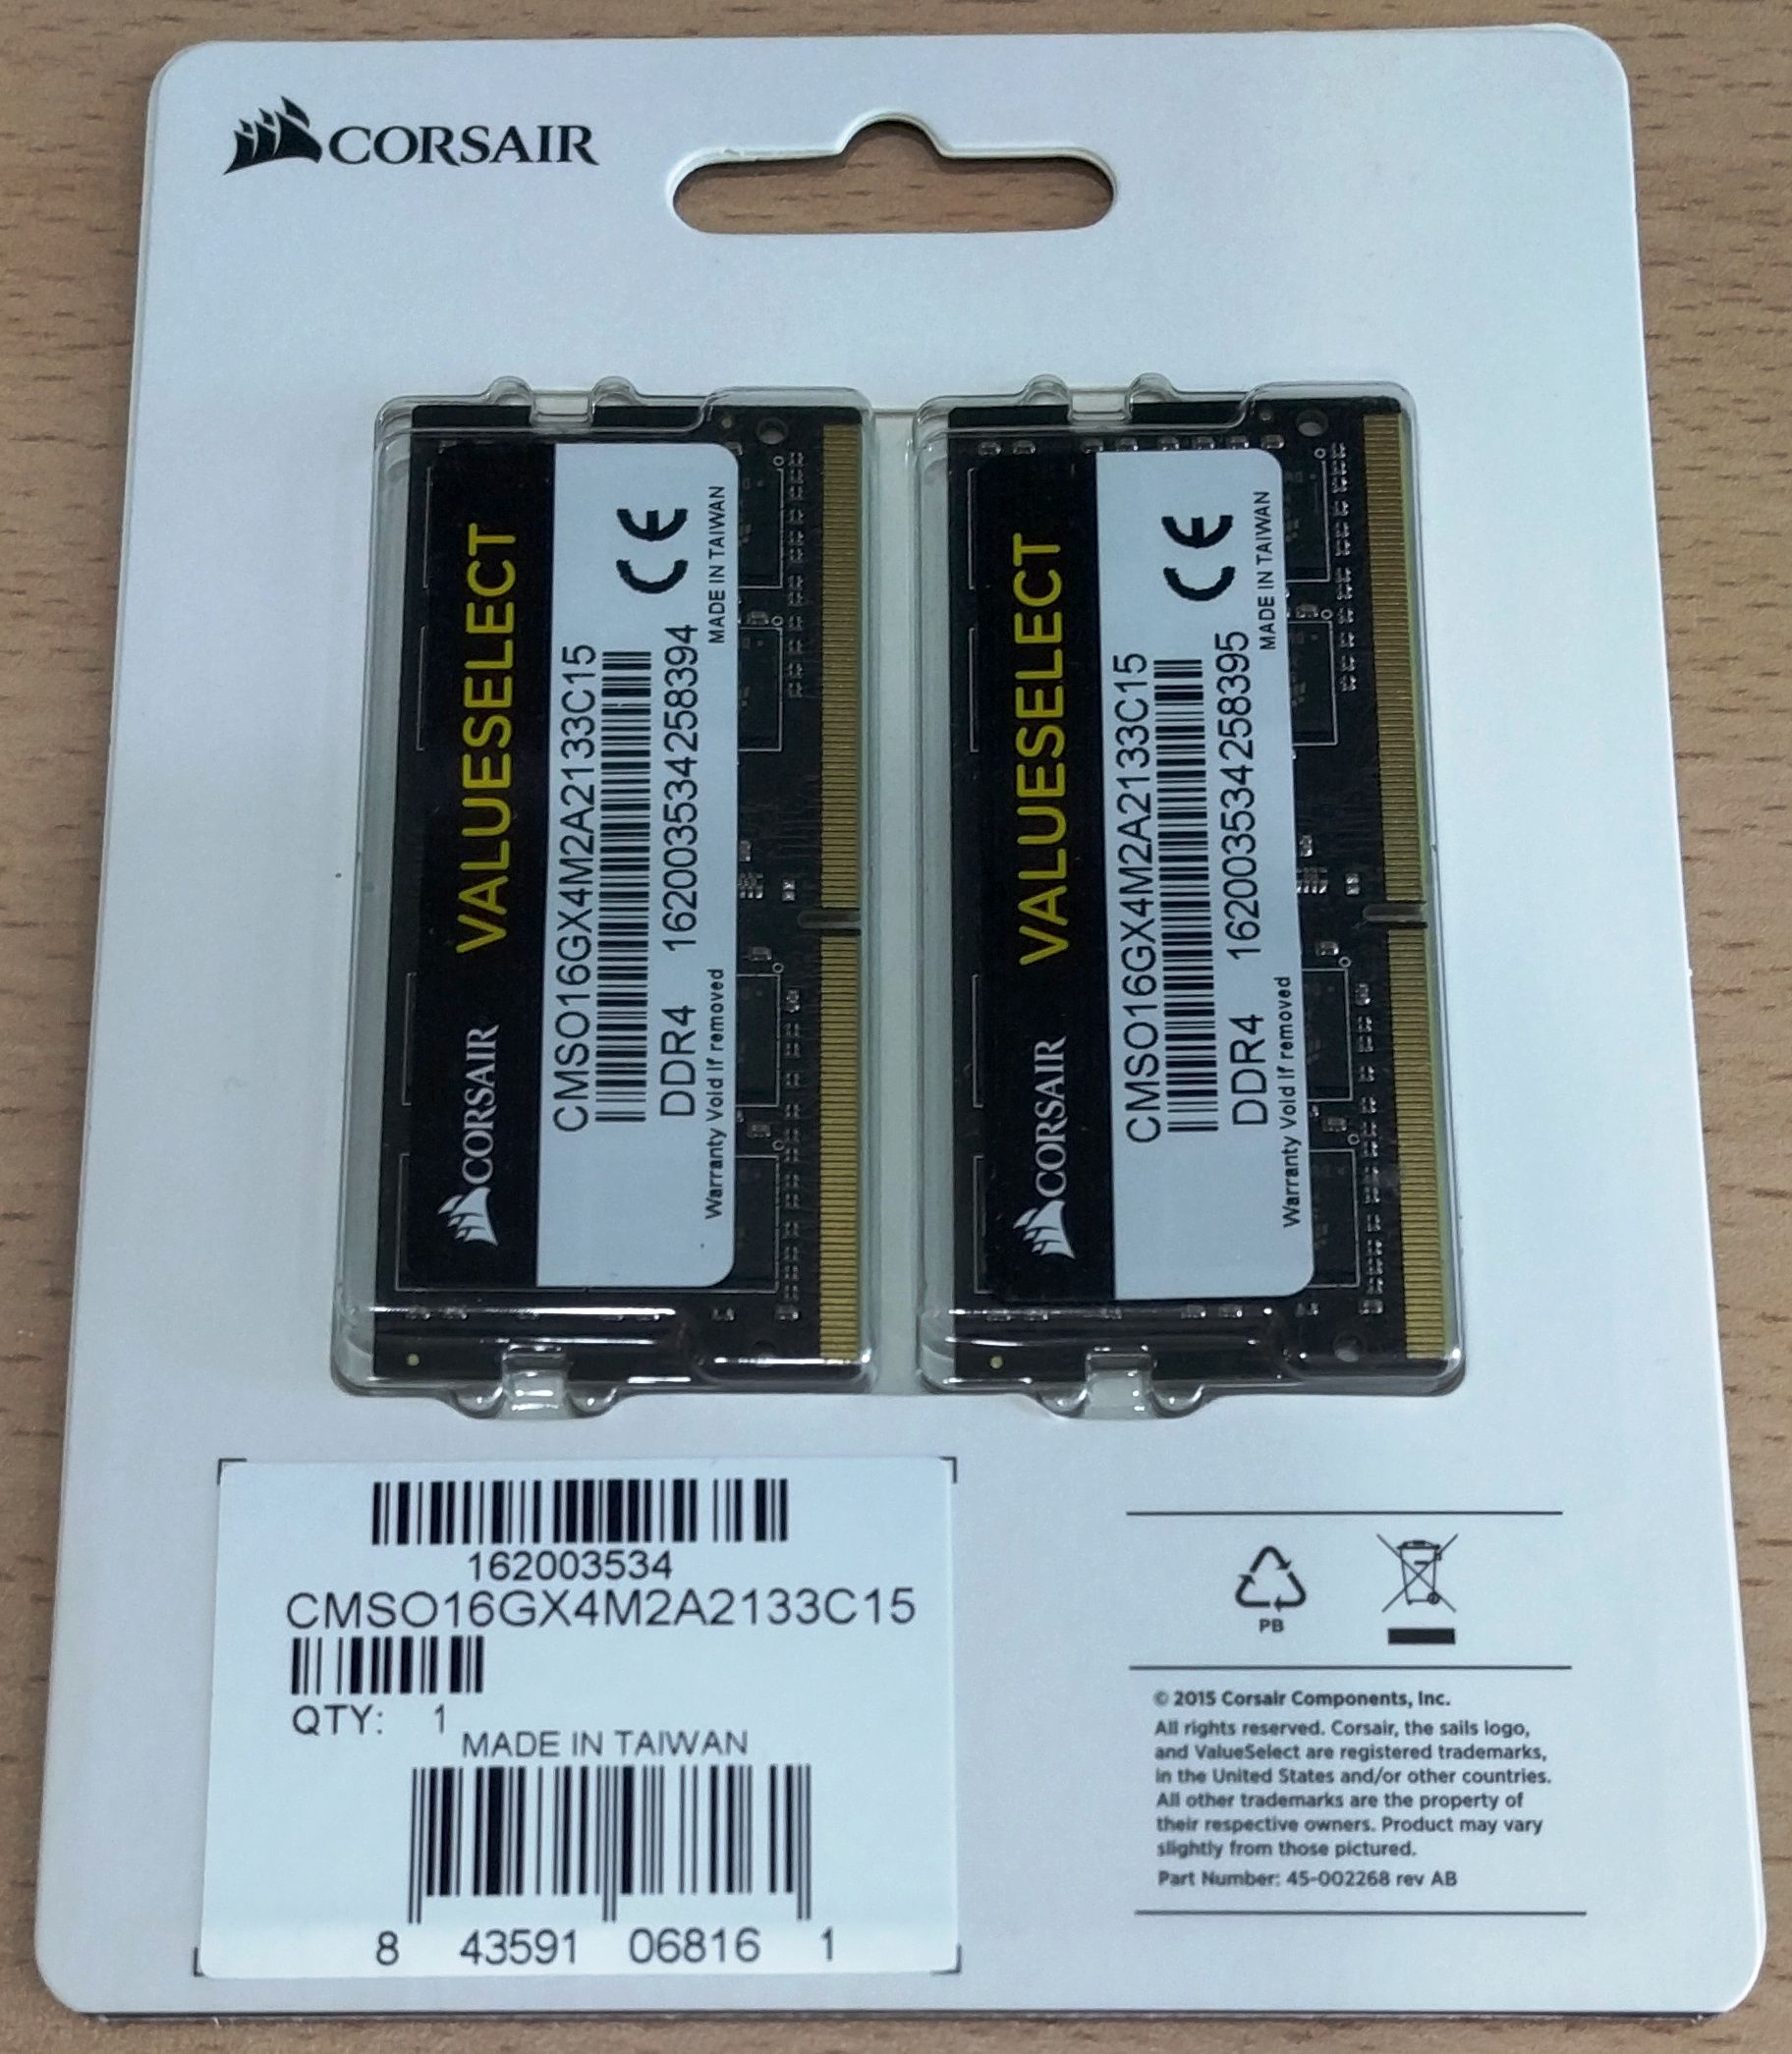 CORSAIR
CORSAIR VALUESELECT
CMSO16GX4M2A2133C15
DDR4 162003534258394
Warranty Void If removed MADE IN TAIWAN
CE
CORSAIR VALUESELECT
CMSO16GX4M2A2133C15
DDR4 162003534258395
Warranty Void If removed MADE IN TAIWAN
CE
162003534
CMSO16GX4M2A2133C15
QTY: 1
MADE IN TAIWAN
8 43591 06816 1
PB
© 2015 Corsair Components, Inc.
All rights reserved. Corsair, the sails logo,
and ValueSelect are registered trademarks,
in the United States and/or other countries.
All other trademarks are the property of
their respective owners. Product may vary
slightly from those pictured.
Part Number: 45-002268 rev AB